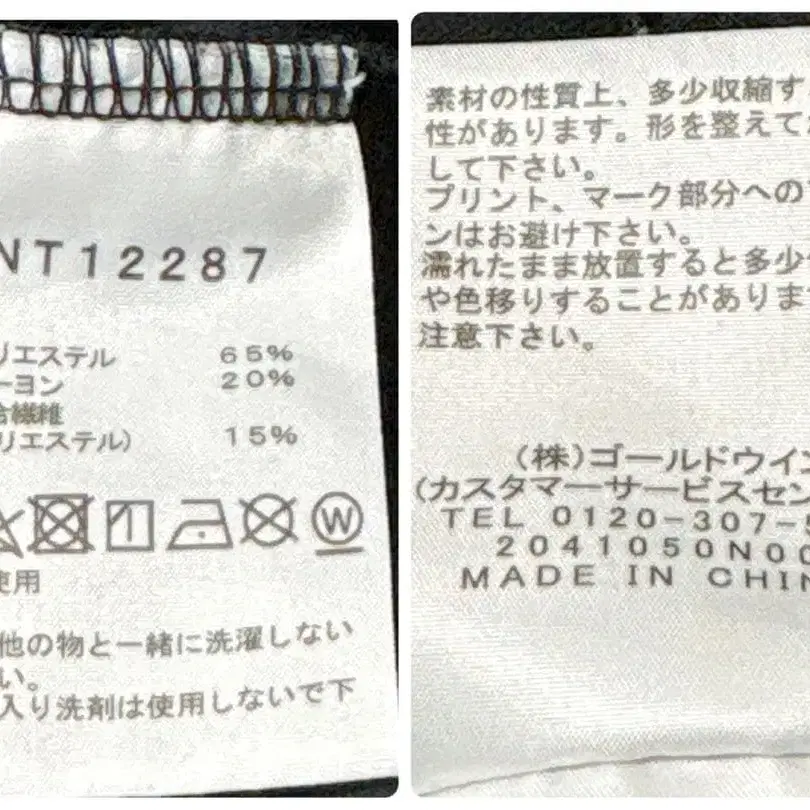 NT12287
リエステル 65%
ーヨン 20%
合繊維
リエステル) 15%
W
使用
他の物と一緒に洗濯しない
い。
入り洗剤は使用しないで下
素材の性質上、多少収縮す
性があります。形を整えて
して下さい。
プリント、マーク部分への
ンはお避け下さい。
濡れたまま放置すると多少
や色移りすることがありま
注意下さい。
(株)ゴールドウイン
(カスタマーサービスセン
TEL 0120-307-
2041050N00
MADE IN CHIN